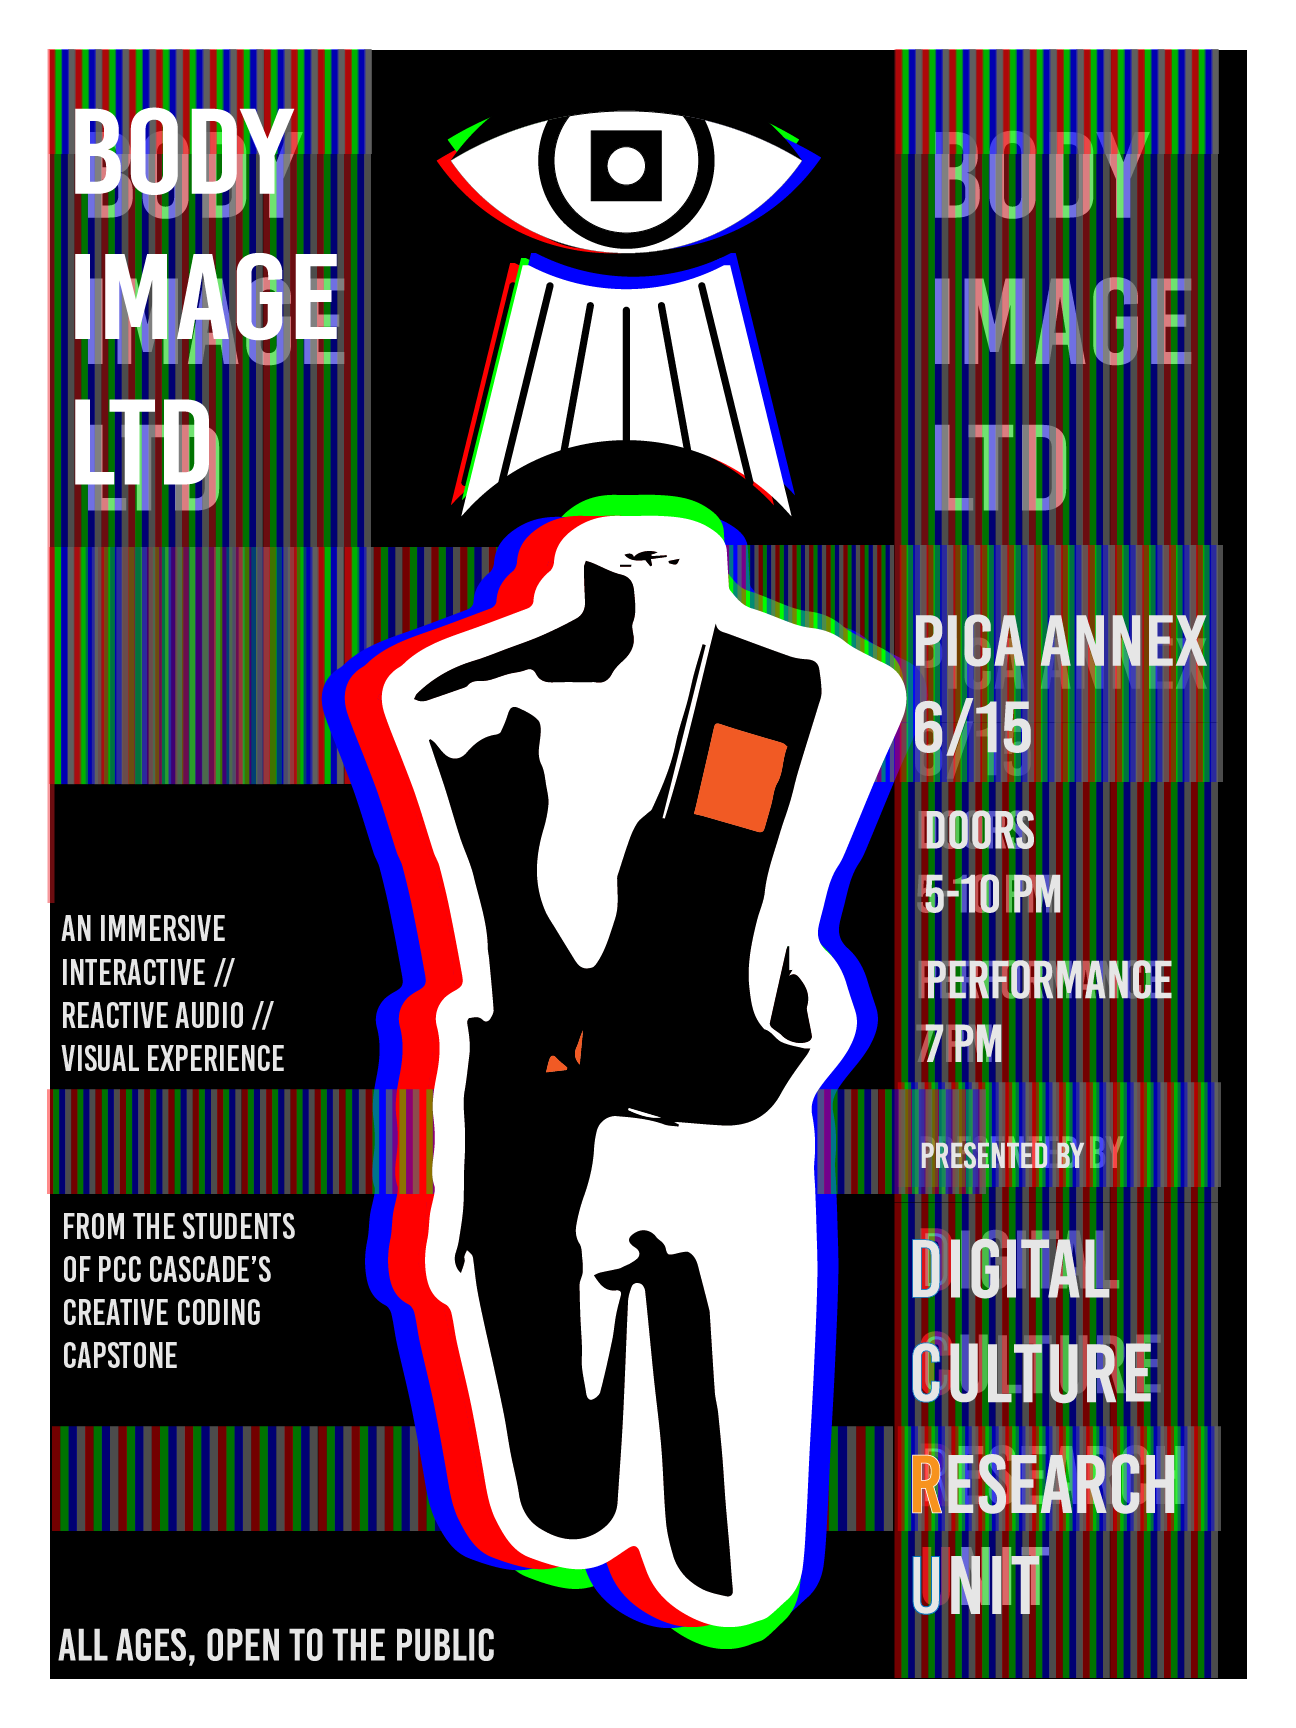 BODY
IMAGE
LTD
BODY
IMAGE
LTD
PICA ANNEX
6/15
DOORS
5-10 PM
PERFORMANCE
7 PM
AN IMMERSIVE
INTERACTIVE //
REACTIVE AUDIO //
VISUAL EXPERIENCE
PRESENTED BY
DIGITAL
CULTURE
RESEARCH
UNIT
FROM THE STUDENTS
OF PCC CASCADE'S
CREATIVE CODING
CAPSTONE
ALL AGES, OPEN TO THE PUBLIC